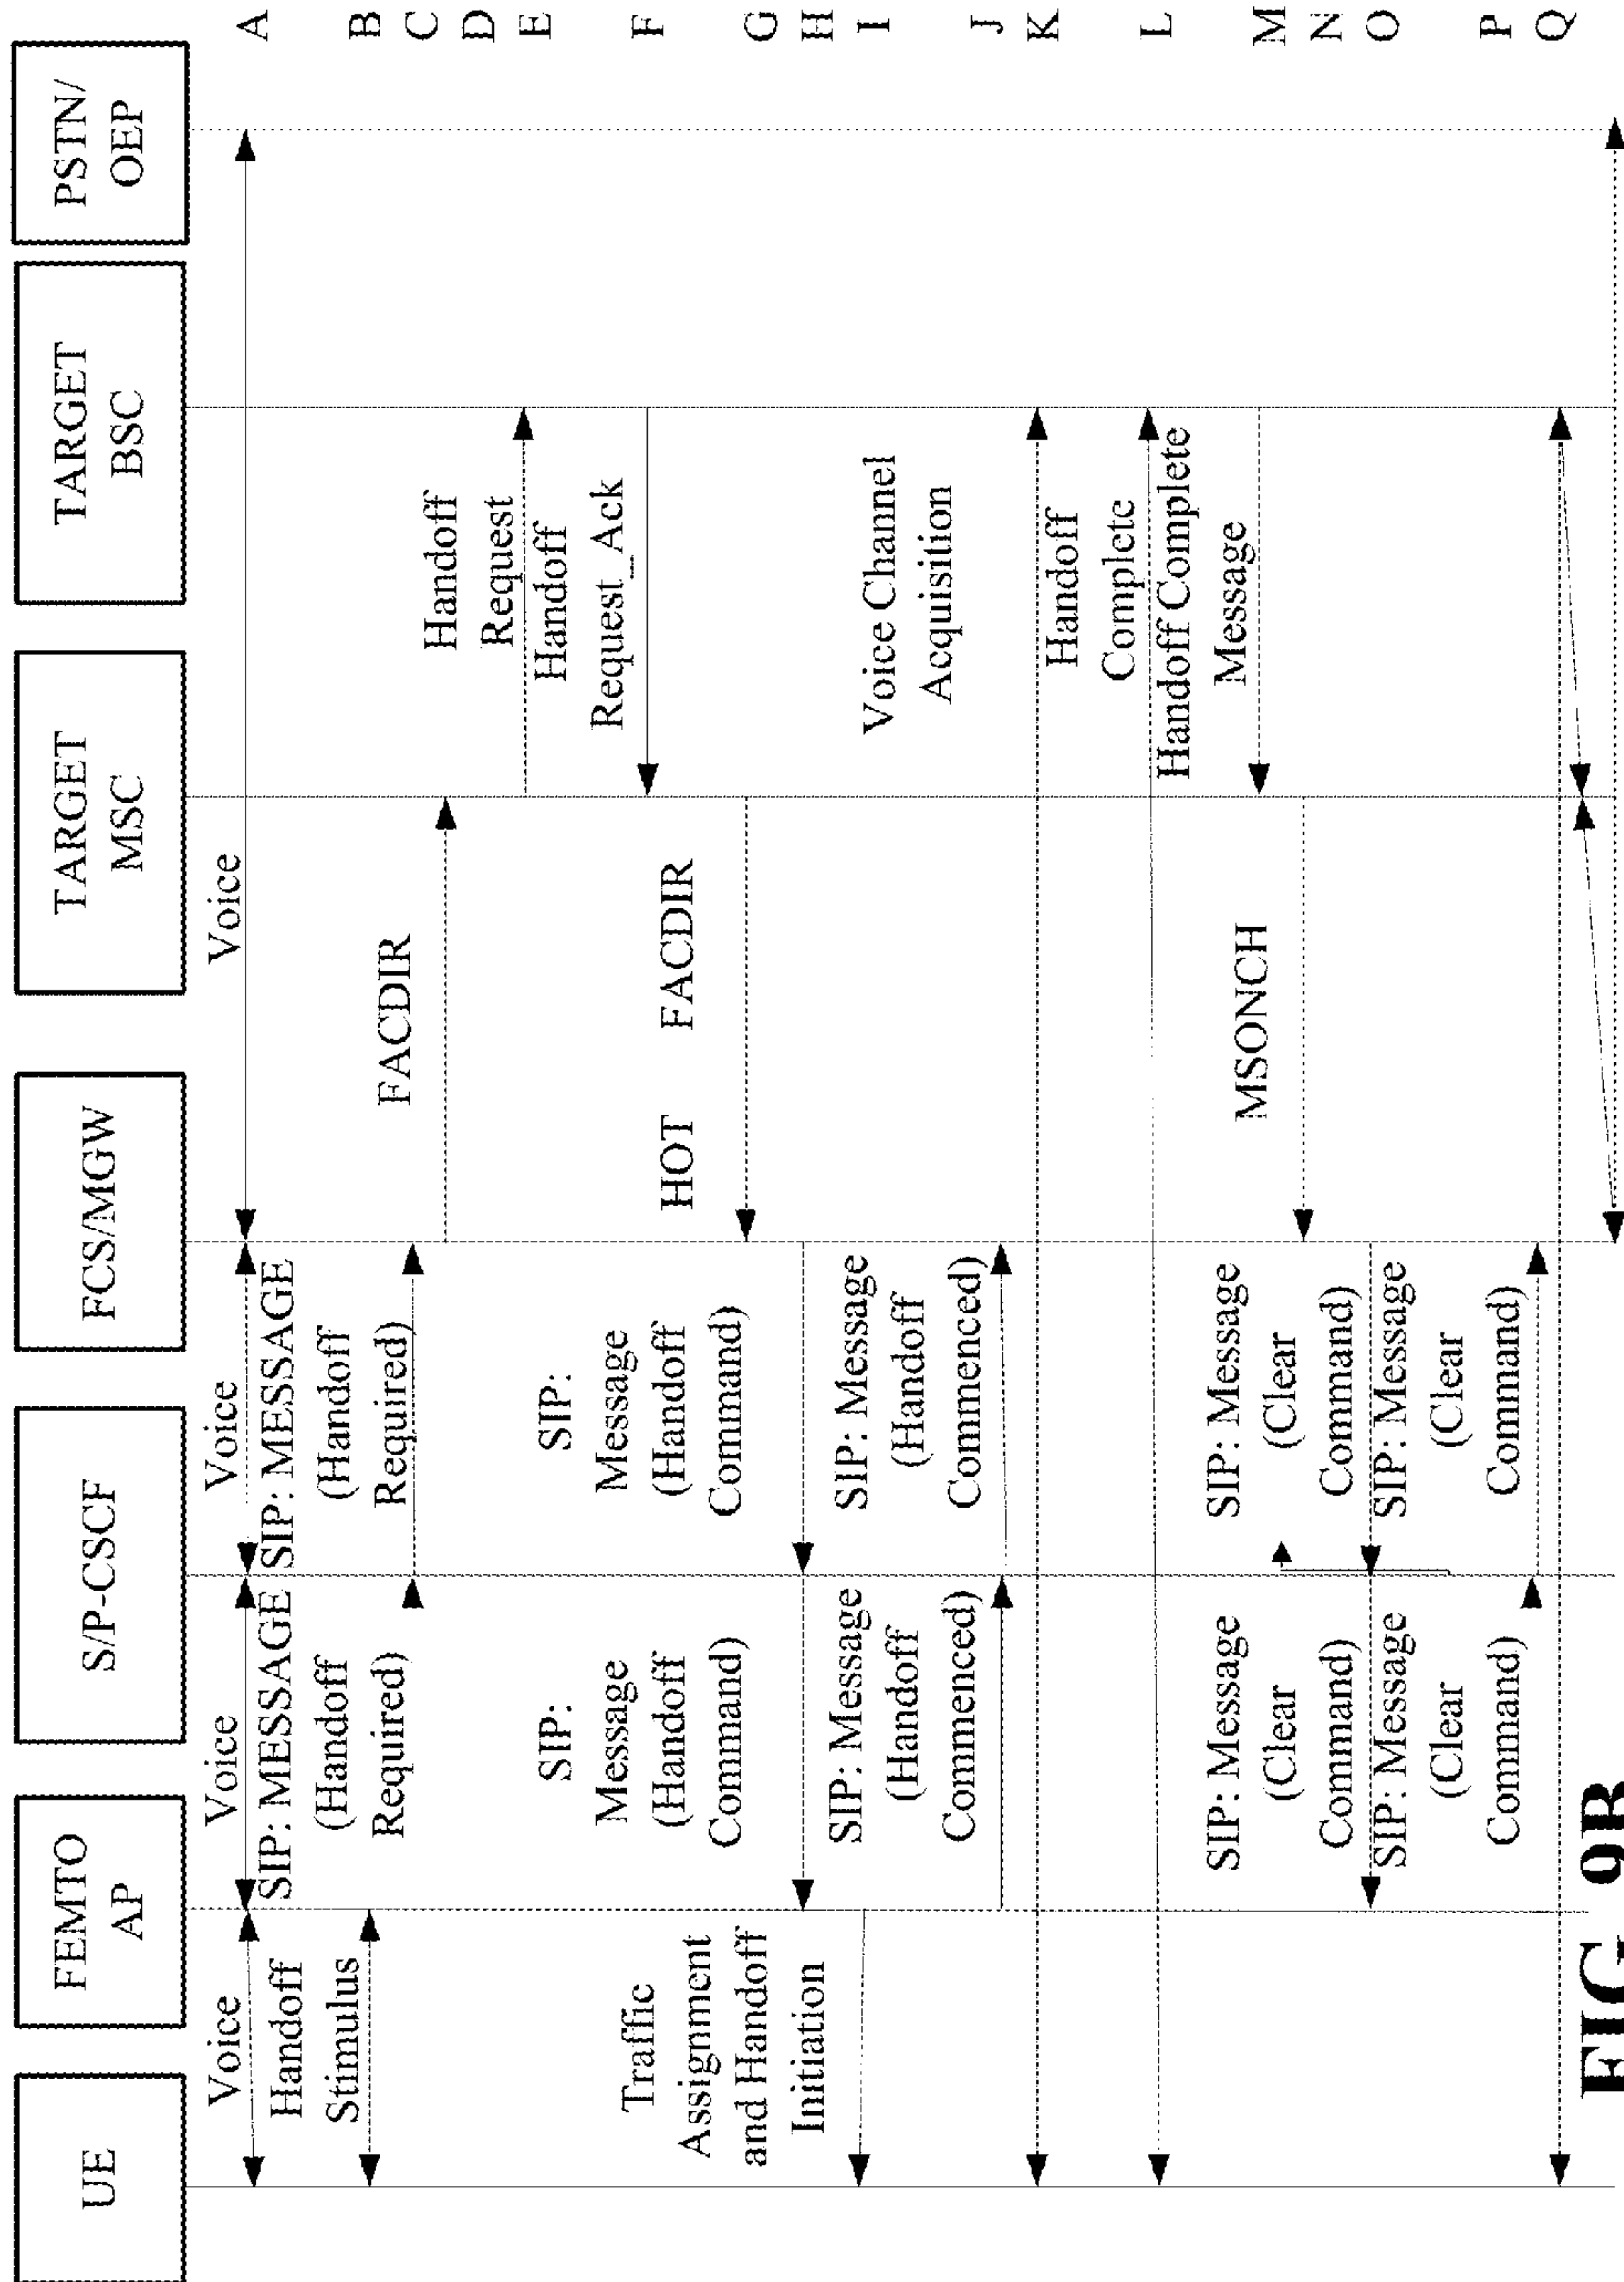 UE
FEMTO
AP
S/P-CSCF
FCS/MGW
TARGET
MSC
TARGET
BSC
PSTN/
OEP
Voice
Voice
Voice
Voice
A
Handoff
Stimulus
SIP: MESSAGE
(Handoff
Required)
SIP: MESSAGE
(Handoff
Required)
B
C
FACDIR
D
Handoff
Request
E
Handoff
Request_Ack
F
HOT FACDIR
G
SIP:
Message
(Handoff
Command)
SIP:
Message
(Handoff
Command)
H
Traffic
Assignment
and Handoff
Initiation
I
SIP: Message
(Handoff
Commenced)
SIP: Message
(Handoff
Commenced)
J
Voice Channel
Acquisition
K
Handoff
Complete
L
Handoff Complete
Message
M
MSONCH
N
SIP: Message
(Clear
Command)
SIP: Message
(Clear
Command)
O
SIP: Message
(Clear
Command)
SIP: Message
(Clear
Command)
P
Q
FIG 9B